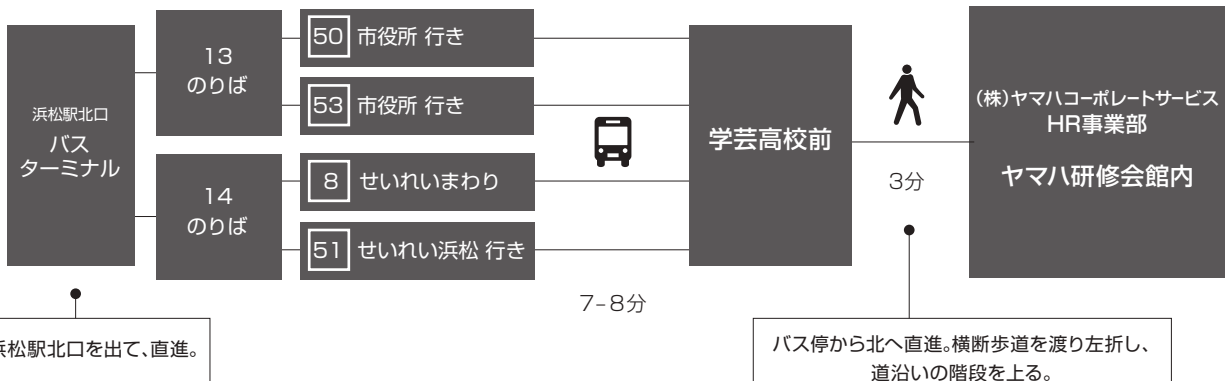 浜松駅北口
バス
ターミナル
13
のりば
14
のりば
50 市役所 行き
53 市役所 行き
8 せいれいまわり
51 せいれい浜松 行き
7-8分
学芸高校前
3分
(株)ヤマハコーポレートサービス
HR事業部
ヤマハ研修会館内
松駅北口を出て、直進。
バス停から北へ直進。横断歩道を渡り左折し、
道沿いの階段を上る。